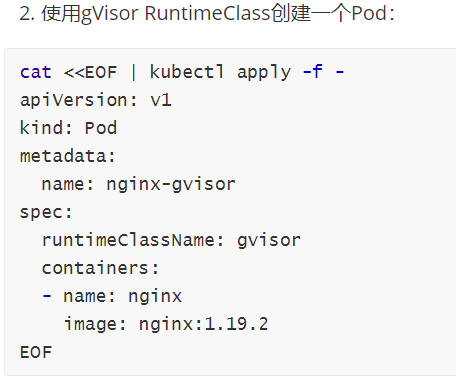 2. 使用gVisor RuntimeClass创建一个Pod：
cat <<EOF | kubectl apply -f -
apiVersion: v1
kind: Pod
metadata:
  name: nginx-gvisor
spec:
  runtimeClassName: gvisor
  containers:
  - name: nginx
    image: nginx:1.19.2
EOF